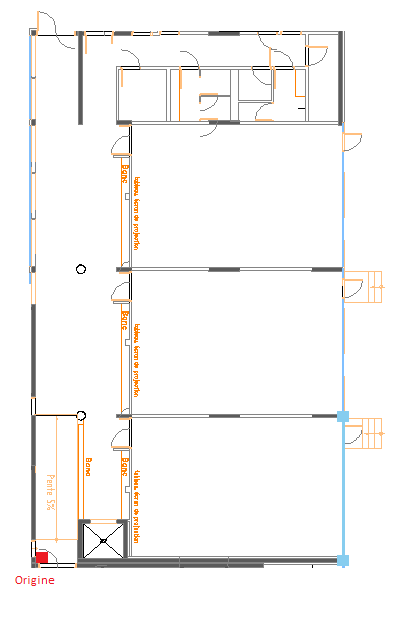 Banc
tableau écran de projection
Banc
tableau écran de projection
Banc
Banc
tableau écran de projection
Pente 5%
Origine